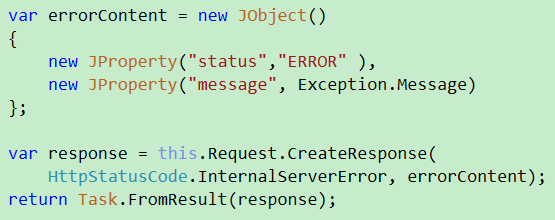 var errorContent = new JObject()
{
    new JProperty("status","ERROR" ),
    new JProperty("message", Exception.Message)
};

var response = this.Request.CreateResponse(
    HttpStatusCode.InternalServerError, errorContent);
return Task.FromResult(response);